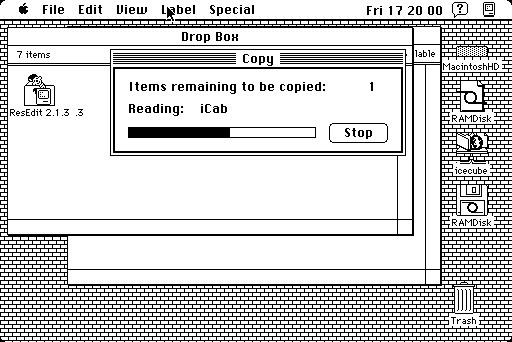 File Edit View Label Special Fri 17 20 00
Drop Box
7 items
lable
Copy
Items remaining to be copied: 1
Reading: iCab
Stop
ResEdit 2.1.3 .3
MacintoshHD
RAMDisk
icecube
RAMDisk
Trash